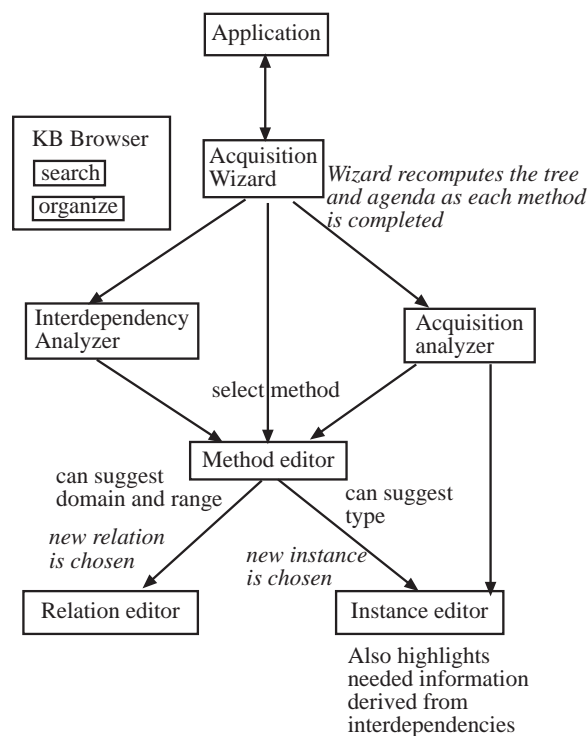 Application
KB Browser
search
organize
Acquisition
Wizard
Wizard recomputes the tree
and agenda as each method
is completed
Interdependency
Analyzer
Acquisition
analyzer
select method
Method editor
can suggest
domain and range
can suggest
type
new relation
is chosen
new instance
is chosen
Relation editor
Instance editor
Also highlights
needed information
derived from
interdependencies